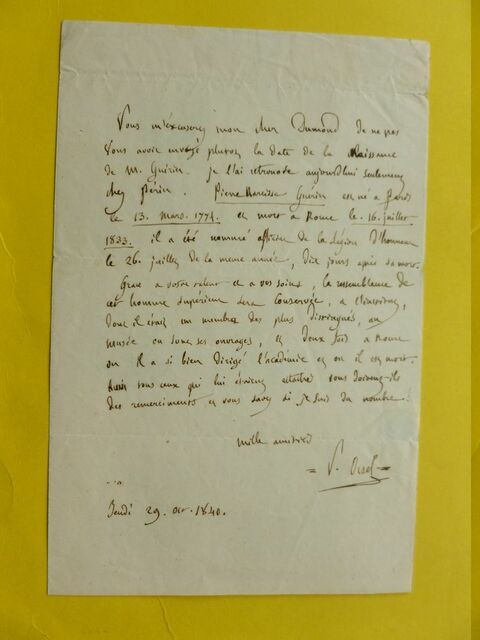 Vous m'excuserez mon cher Dumond de ne pas
vous avoir envoyé plutôt la date de la Naissance
de M. Guérin. je l'ai retrouvée aujourd'hui seulement
chez Périn. Pierre Narcisse Guérin est né à Paris
le 13. mars. 1774. et mort à Rome le 16. juillet
1833. il a été nommé officier de la Légion d'honneur
le 26. juillet de la même année, dix jours après sa mort.
Grace a votre talent et a vos soins, la ressemblance de
cet homme supérieur sera conservée, a l'institut,
dont il était un membre des plus distingués, au
musée où sont ses ouvrages, et deux fois a Rome
où il a si bien dirigé l'académie et où il est mort.
Aussi tous ceux qui lui étaient attachés vous doivent-ils
des remerciments et vous savez si je suis du nombre !
mille amitiés
= V. Orsel =
Jeudi 29. oct. 1840.